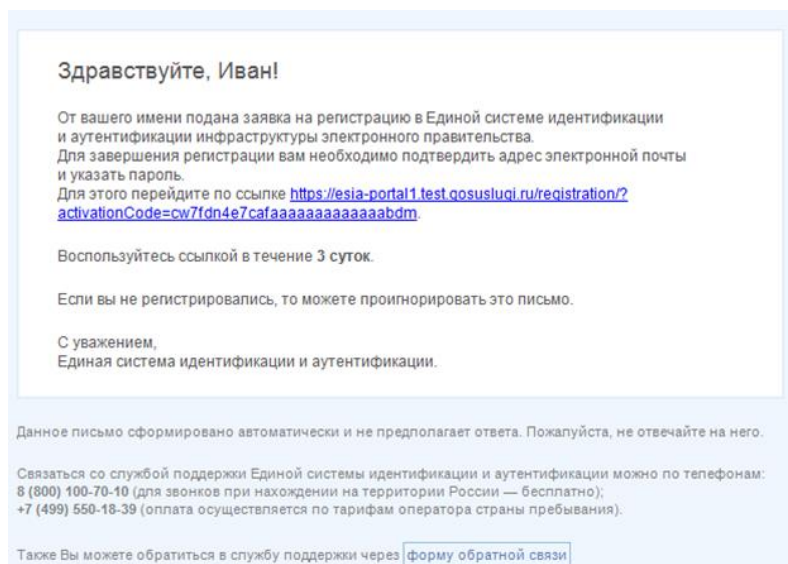 Здравствуйте, Иван!
От вашего имени подана заявка на регистрацию в Единой системе идентификации
и аутентификации инфраструктуры электронного правительства.
Для завершения регистрации вам необходимо подтвердить адрес электронной почты
и указать пароль.
Для этого перейдите по ссылке https://esia-portal1.test.gosuslugi.ru/registration/?
activationCode=cw7fdn4e7cafaaaaaaaaaaaaabdm.
Воспользуйтесь ссылкой в течение 3 суток.
Если вы не регистрировались, то можете проигнорировать это письмо.
С уважением,
Единая система идентификации и аутентификации.
Данное письмо сформировано автоматически и не предполагает ответа. Пожалуйста, не отвечайте на него.
Связаться со службой поддержки Единой системы идентификации и аутентификации можно по телефонам:
8 (800) 100-70-10 (для звонков при нахождении на территории России — бесплатно);
+7 (499) 550-18-39 (оплата осуществляется по тарифам оператора страны пребывания).
Также Вы можете обратиться в службу поддержки через форму обратной связи